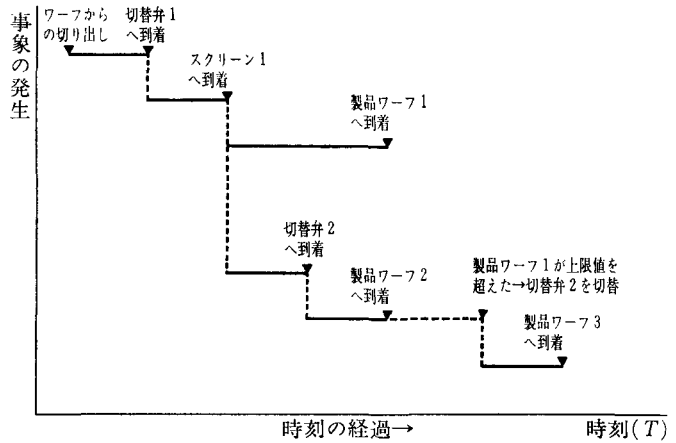 事象の発生
ワーフから
の切り出し
切替弁1
へ到着
スクリーン1
へ到着
製品ワーフ1
へ到着
切替弁2
へ到着
製品ワーフ2
へ到着
製品ワーフ1が上限値を
超えた→切替弁2を切替
製品ワーフ3
へ到着
時刻の経過→
時刻(T)